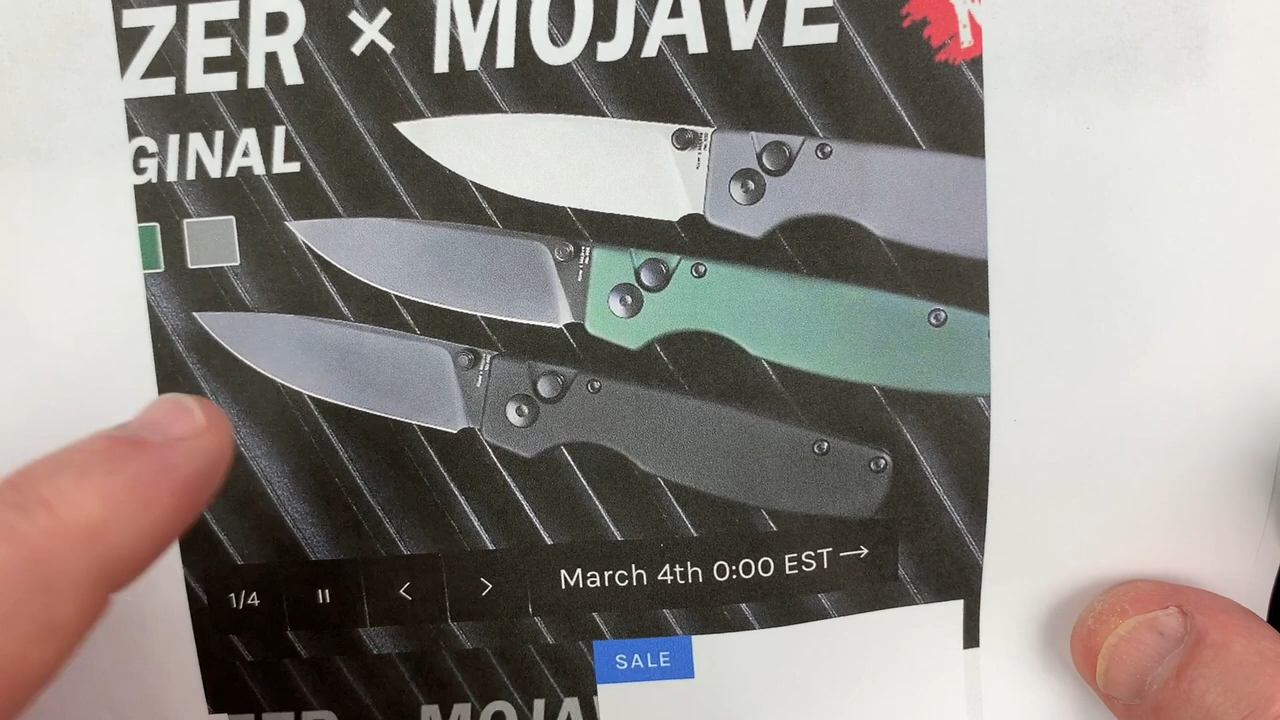 ZER × MOJAVE
GINAL
1/4
March 4th 0:00 EST →
SALE